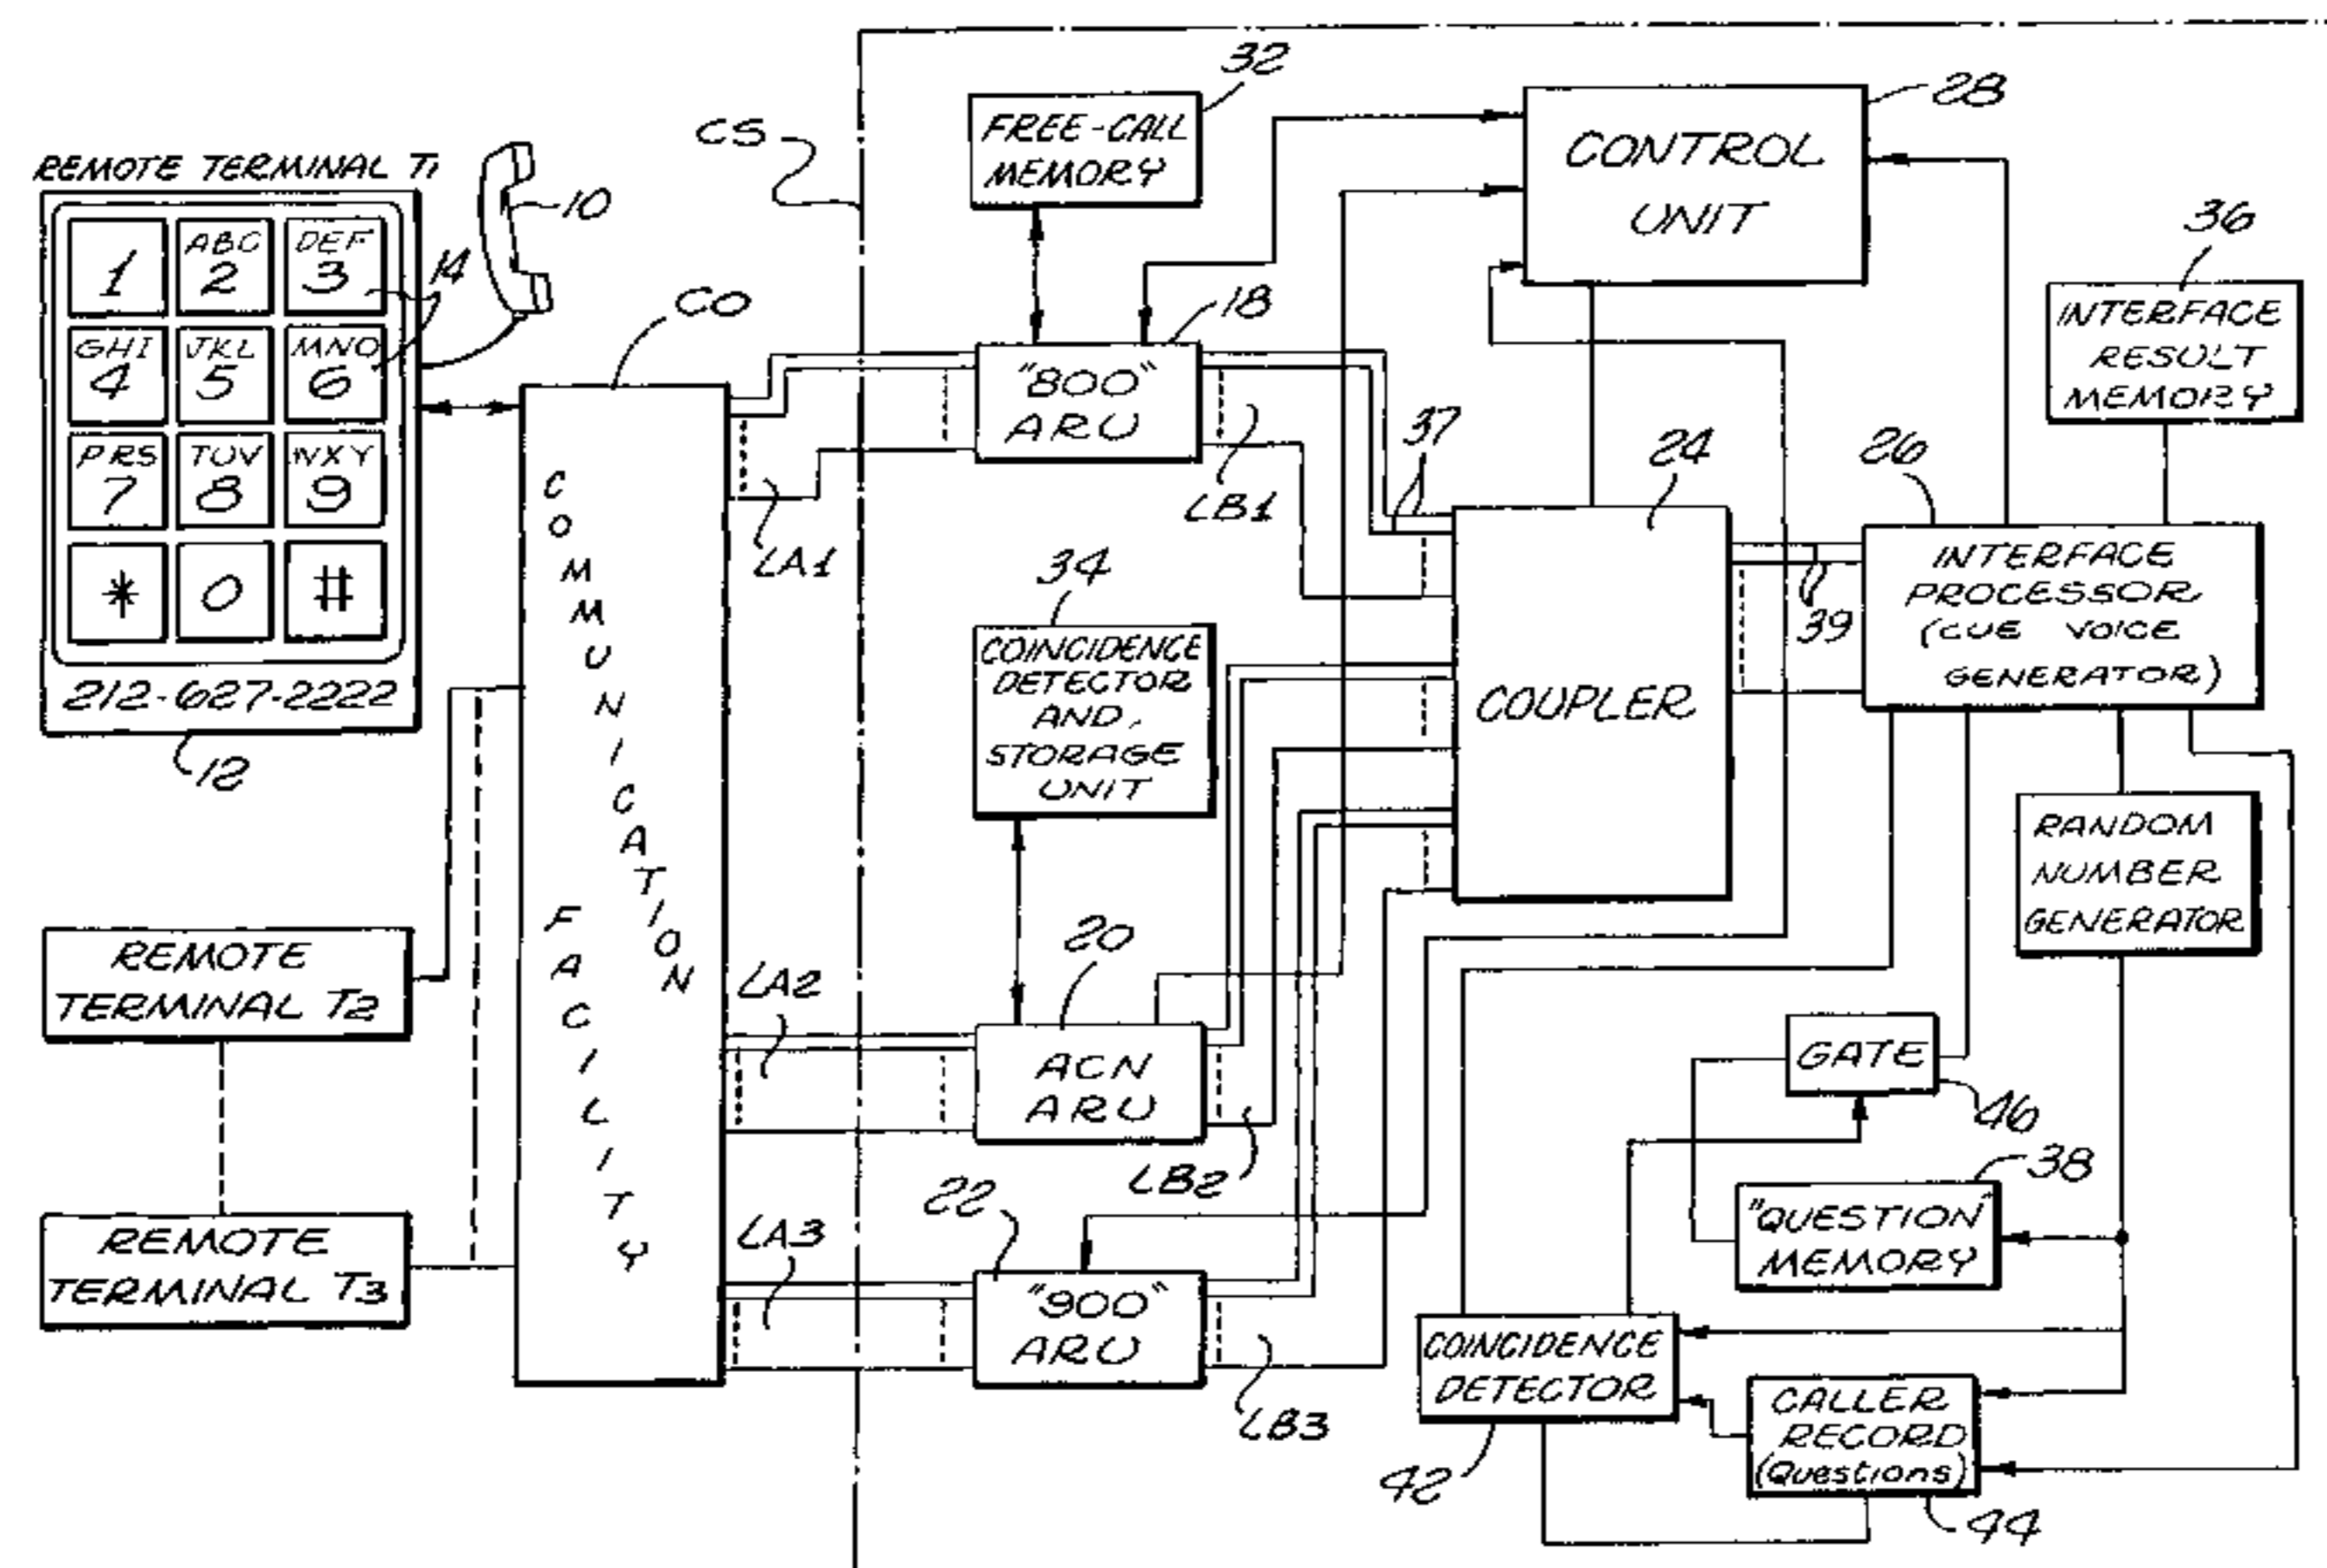 REMOTE TERMINAL T1
10
1
ABC
2
DEF
3
14
GHI
4
JKL
5
MNO
6
PRS
7
TUV
8
WXY
9
*
0
#
212-627-2222
12
REMOTE
TERMINAL T2
REMOTE
TERMINAL T3
CO
COMMUNICATION
FACILITY
CS
LA1
LA2
LA3
32
FREE-CALL
MEMORY
18
"800"
ARU
LB1
34
COINCIDENCE
DETECTOR
AND
STORAGE
UNIT
20
ACN
ARU
LB2
22
"900"
ARU
LB3
28
CONTROL
UNIT
37
24
COUPLER
39
36
INTERFACE
RESULT
MEMORY
26
INTERFACE
PROCESSOR
(CUE VOICE
GENERATOR)
RANDOM
NUMBER
GENERATOR
GATE
46
38
"QUESTION"
MEMORY
COINCIDENCE
DETECTOR
42
CALLER
RECORD
(Questions)
44